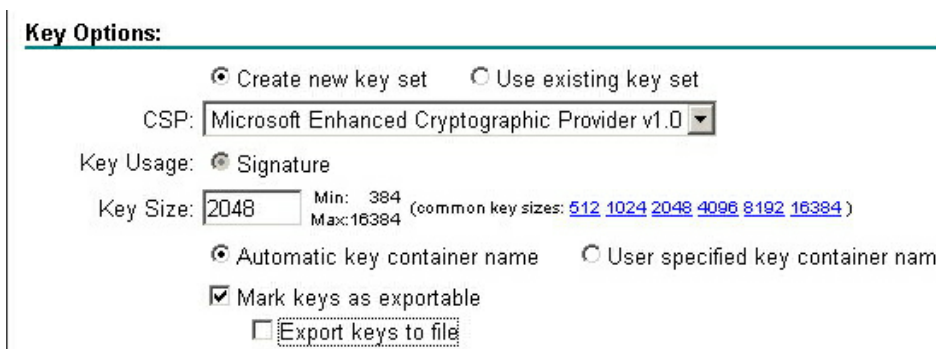 Key Options:
Create new key set Use existing key set
CSP: Microsoft Enhanced Cryptographic Provider v1.0
Key Usage: Signature
Key Size: 2048 Min: 384 (common key sizes: 512 1024 2048 4096 8192 16384 )
Max:16384
Automatic key container name User specified key container nam
Mark keys as exportable
Export keys to file